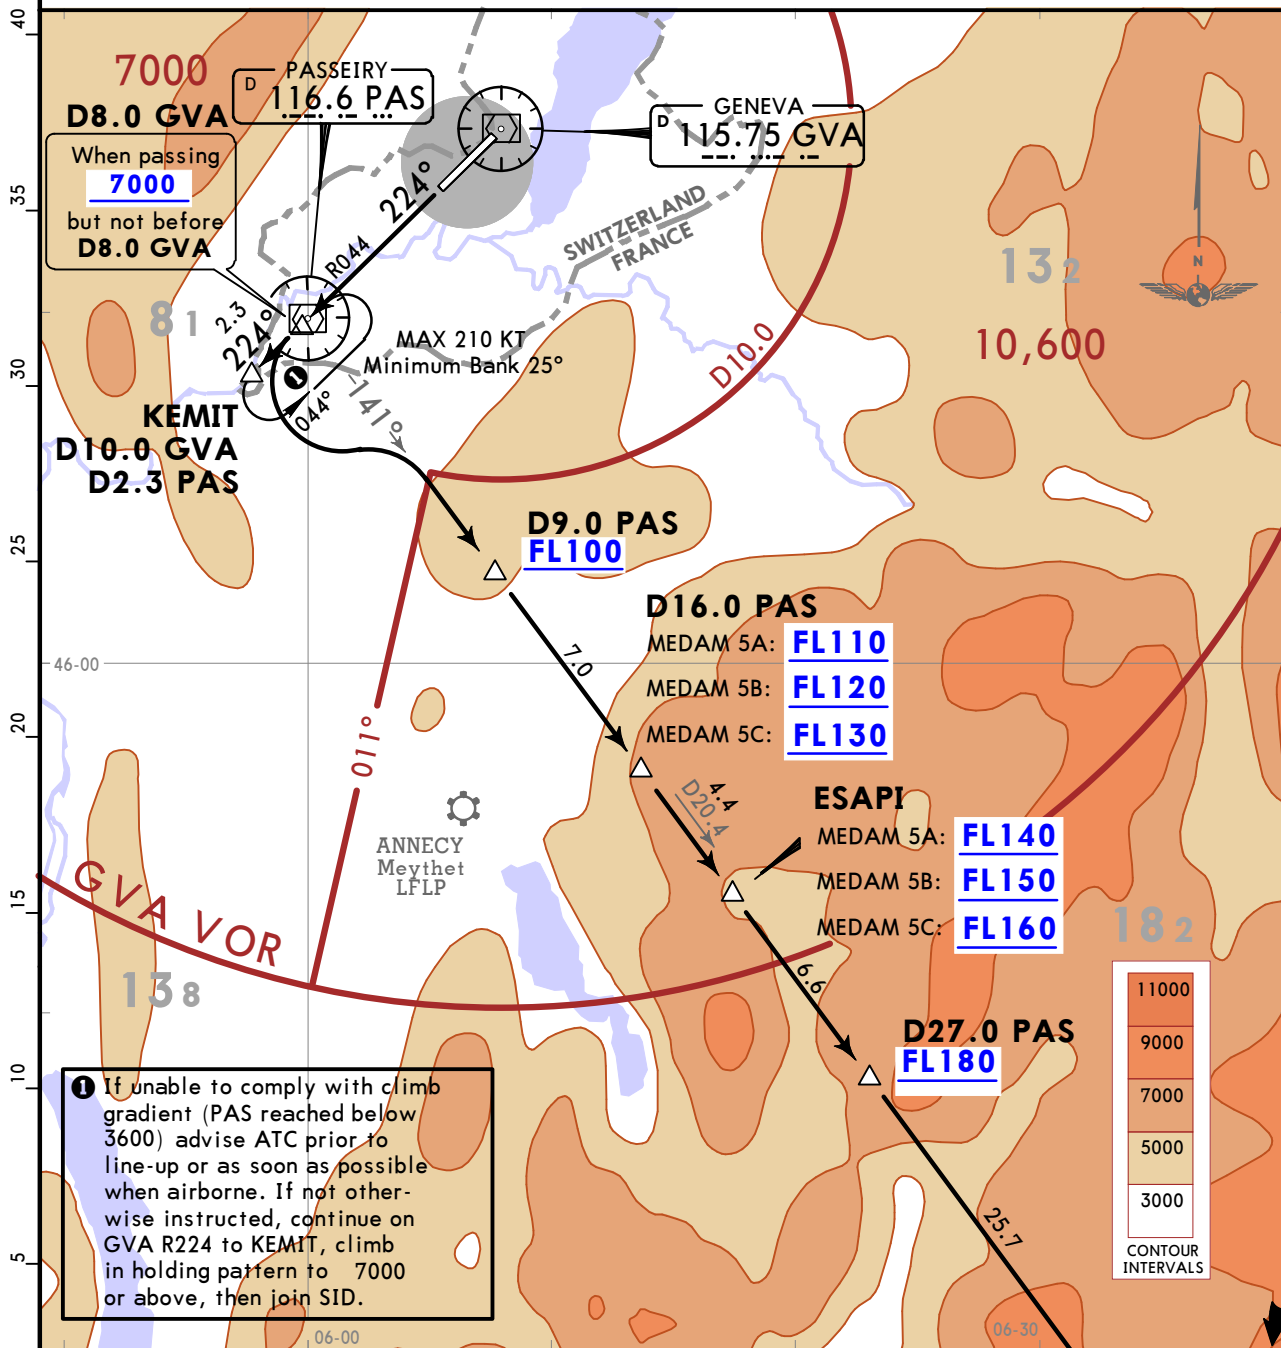 40
7000
PASSEIRY
D 116.6 PAS
D8.0 GVA
When passing
7000
but not before
D8.0 GVA
GENEVA
D 115.75 GVA
224°
35
SWITZERLAND
FRANCE
R044
13 2
N
8 1
2.3
224°
MAX 210 KT
Minimum Bank 25°
D10.0
10,600
30
1
044°
141°
KEMIT
D10.0 GVA
D2.3 PAS
D9.0 PAS
FL100
25
D16.0 PAS
MEDAM 5A: FL110
MEDAM 5B: FL120
MEDAM 5C: FL130
7.0
46-00
20
011°
4.4
D20.4
ESAPI
MEDAM 5A: FL140
MEDAM 5B: FL150
MEDAM 5C: FL160
ANNECY
Meythet
LFLP
15
GVA VOR
18 2
13 8
6.6
D27.0 PAS
FL180
11000
9000
7000
5000
3000
CONTOUR
INTERVALS
10
1 If unable to comply with climb
gradient (PAS reached below
3600) advise ATC prior to
line-up or as soon as possible
when airborne. If not other-
wise instructed, continue on
GVA R224 to KEMIT, climb
in holding pattern to 7000
or above, then join SID.
25.7
5
06-00
06-30